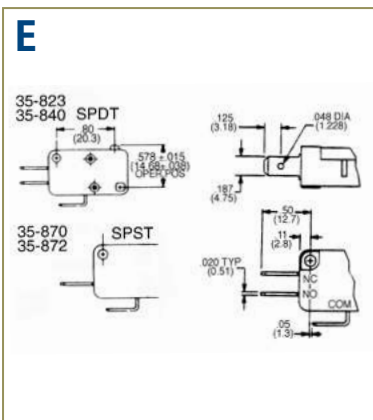 E
35-823
35-840 SPDT
.80
(20.3)
.578 ± .015
(14.68 ± .038)
OPER.POS
.125
(3.18)
.048 DIA
(1.228)
.187
(4.75)
35-870
35-872
SPST
.50
(12.7)
.11
(2.8)
.020 TYP
(0.51)
NC
NO
COM
.05
(1.3)